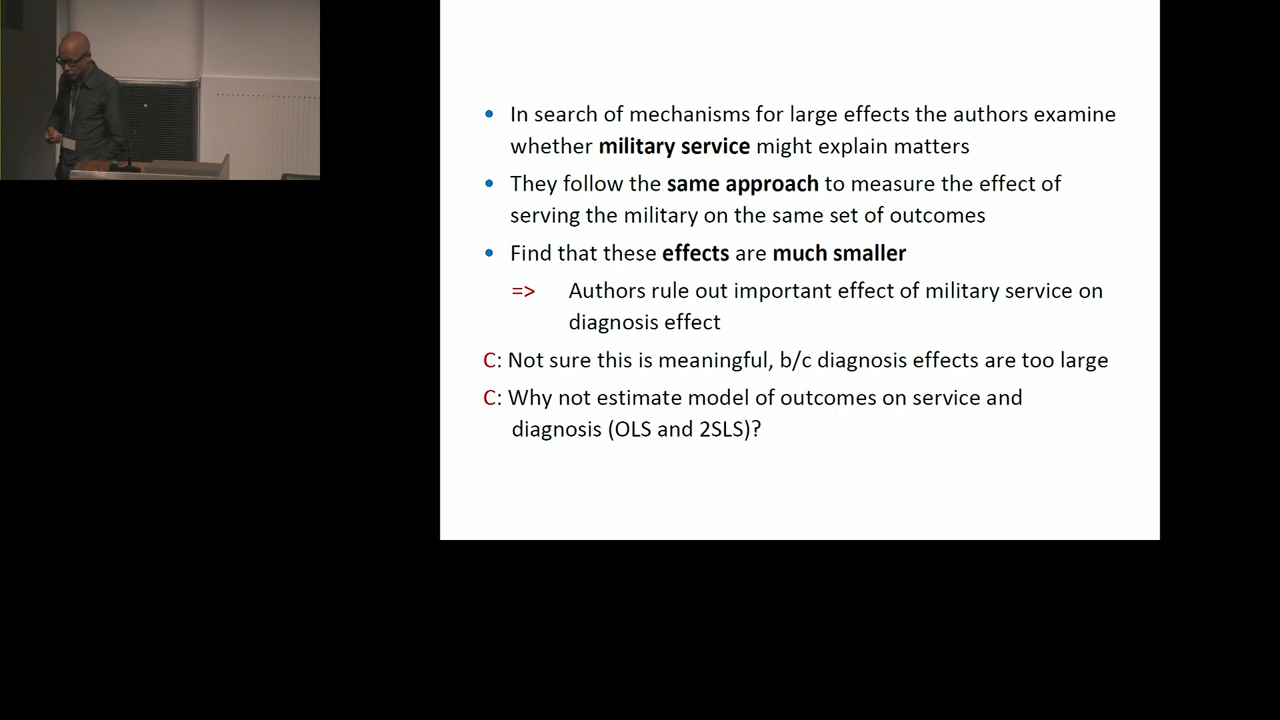 • In search of mechanisms for large effects the authors examine
whether military service might explain matters
• They follow the same approach to measure the effect of
serving the military on the same set of outcomes
• Find that these effects are much smaller
=> Authors rule out important effect of military service on
diagnosis effect
C: Not sure this is meaningful, b/c diagnosis effects are too large
C: Why not estimate model of outcomes on service and
diagnosis (OLS and 2SLS)?